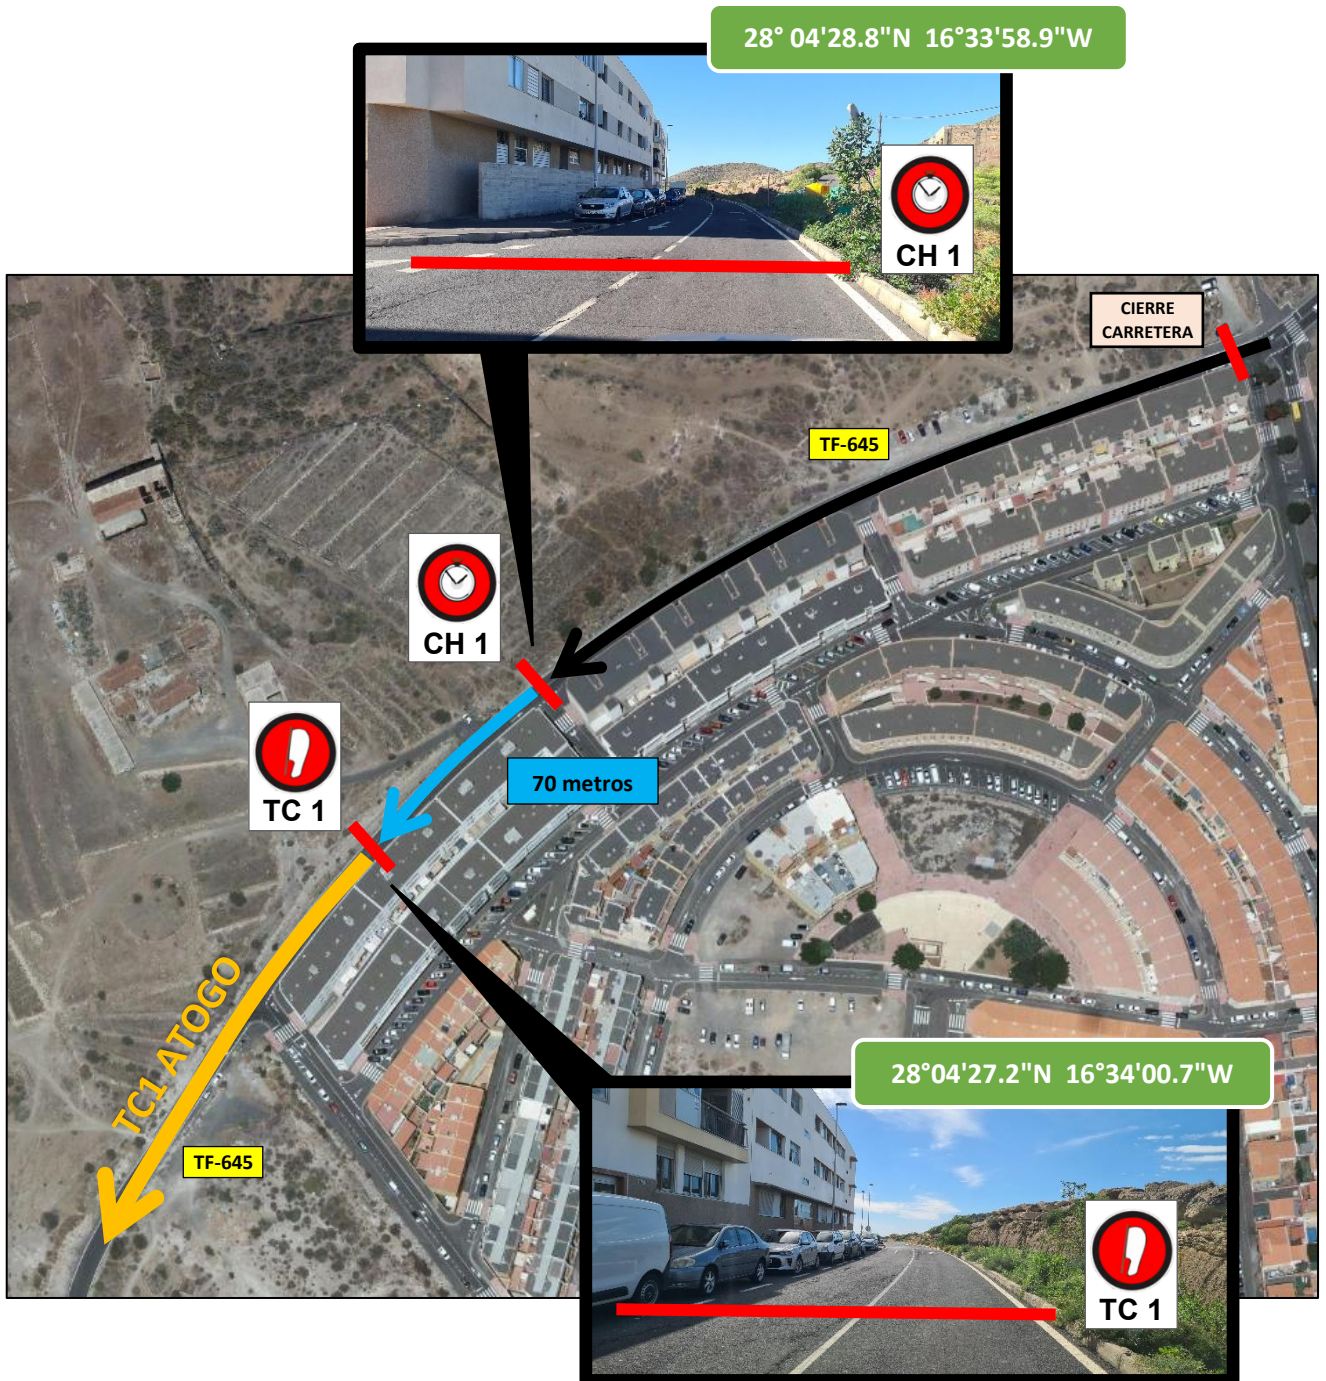 28° 04'28.8"N  16°33'58.9"W
CH 1
CIERRE
CARRETERA
TF-645
CH 1
TC 1
70 metros
TC1 ATOGO
28°04'27.2"N  16°34'00.7"W
TF-645
TC 1